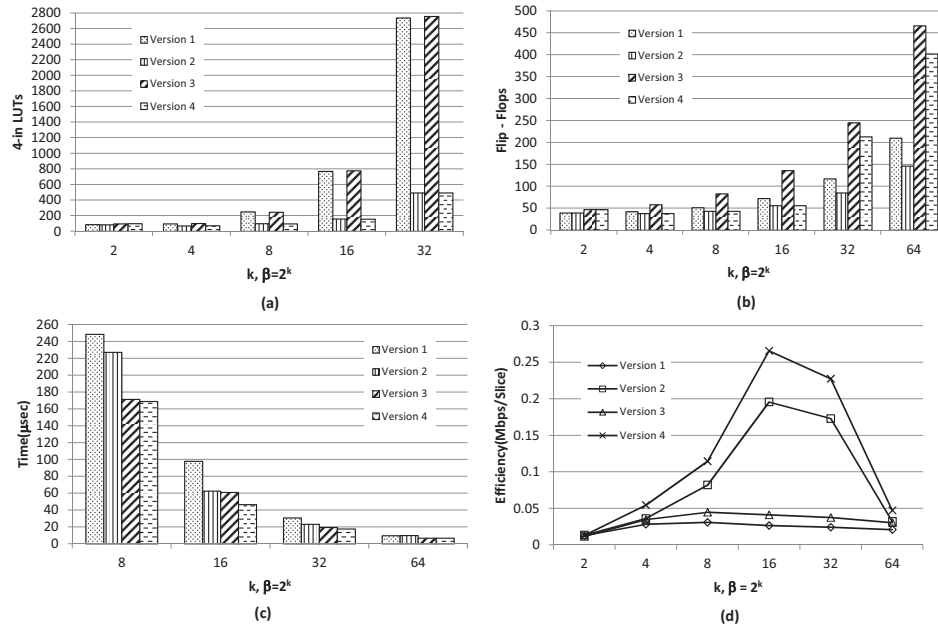 2800
2600
2400
2200
2000
1800
1600
1400
1200
1000
800
600
400
200
0
4-in LUTs
Version 1
Version 2
Version 3
Version 4
2 4 8 16 32
k, β=2^k
(a)
500
450
400
350
300
250
200
150
100
50
0
Flip - Flops
Version 1
Version 2
Version 3
Version 4
2 4 8 16 32 64
k, β=2^k
(b)
260
240
220
200
180
160
140
120
100
80
60
40
20
0
Time(μsec)
Version 1
Version 2
Version 3
Version 4
8 16 32 64
k, β=2^k
(c)
0.3
0.25
0.2
0.15
0.1
0.05
0
Efficiency(Mbps/Slice)
Version 1
Version 2
Version 3
Version 4
2 4 8 16 32 64
k, β = 2^k
(d)